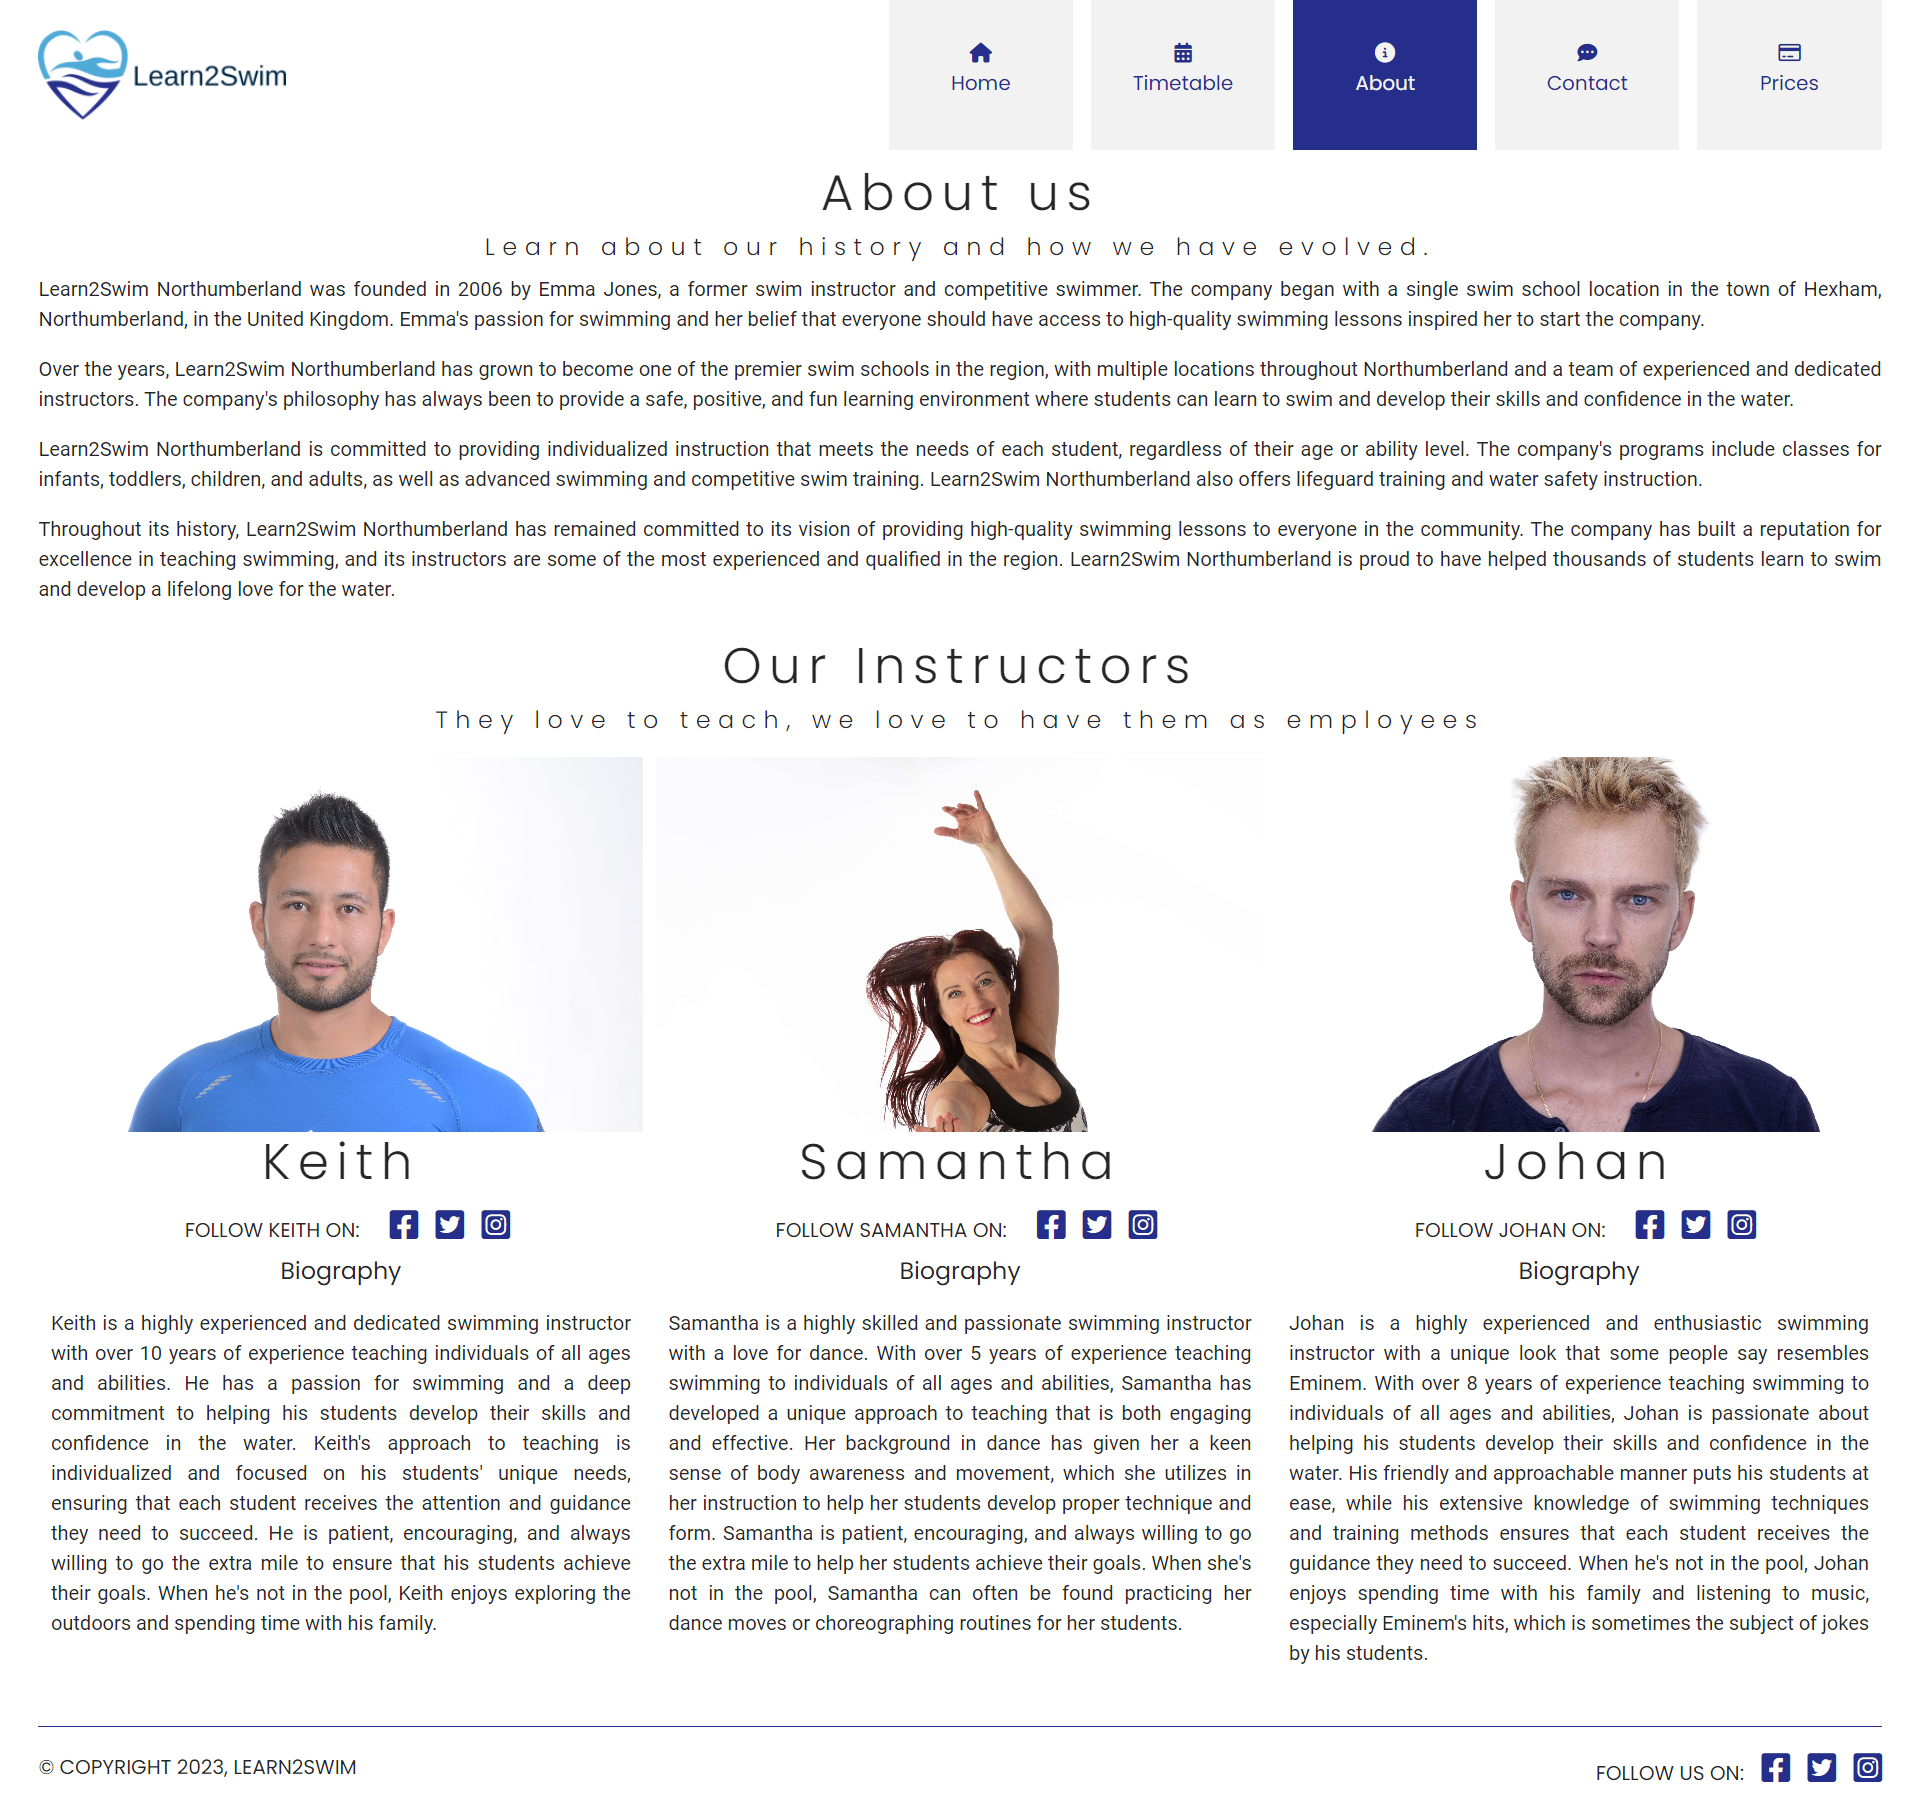 Learn2Swim
Home
Timetable
About
Contact
Prices
About us
Learn about our history and how we have evolved.
Learn2Swim Northumberland was founded in 2006 by Emma Jones, a former swim instructor and competitive swimmer. The company began with a single swim school location in the town of Hexham,
Northumberland, in the United Kingdom. Emma's passion for swimming and her belief that everyone should have access to high-quality swimming lessons inspired her to start the company.
Over the years, Learn2Swim Northumberland has grown to become one of the premier swim schools in the region, with multiple locations throughout Northumberland and a team of experienced and dedicated
instructors. The company's philosophy has always been to provide a safe, positive, and fun learning environment where students can learn to swim and develop their skills and confidence in the water.
Learn2Swim Northumberland is committed to providing individualized instruction that meets the needs of each student, regardless of their age or ability level. The company's programs include classes for
infants, toddlers, children, and adults, as well as advanced swimming and competitive swim training. Learn2Swim Northumberland also offers lifeguard training and water safety instruction.
Throughout its history, Learn2Swim Northumberland has remained committed to its vision of providing high-quality swimming lessons to everyone in the community. The company has built a reputation for
excellence in teaching swimming, and its instructors are some of the most experienced and qualified in the region. Learn2Swim Northumberland is proud to have helped thousands of students learn to swim
and develop a lifelong love for the water.
Our Instructors
They love to teach, we love to have them as employees
Keith
FOLLOW KEITH ON:
Biography
Keith is a highly experienced and dedicated swimming instructor
with over 10 years of experience teaching individuals of all ages
and abilities. He has a passion for swimming and a deep
commitment to helping his students develop their skills and
confidence in the water. Keith's approach to teaching is
individualized and focused on his students' unique needs,
ensuring that each student receives the attention and guidance
they need to succeed. He is patient, encouraging, and always
willing to go the extra mile to ensure that his students achieve
their goals. When he's not in the pool, Keith enjoys exploring the
outdoors and spending time with his family.
Samantha
FOLLOW SAMANTHA ON:
Biography
Samantha is a highly skilled and passionate swimming instructor
with a love for dance. With over 5 years of experience teaching
swimming to individuals of all ages and abilities, Samantha has
developed a unique approach to teaching that is both engaging
and effective. Her background in dance has given her a keen
sense of body awareness and movement, which she utilizes in
her instruction to help her students develop proper technique and
form. Samantha is patient, encouraging, and always willing to go
the extra mile to help her students achieve their goals. When she's
not in the pool, Samantha can often be found practicing her
dance moves or choreographing routines for her students.
Johan
FOLLOW JOHAN ON:
Biography
Johan is a highly experienced and enthusiastic swimming
instructor with a unique look that some people say resembles
Eminem. With over 8 years of experience teaching swimming to
individuals of all ages and abilities, Johan is passionate about
helping his students develop their skills and confidence in the
water. His friendly and approachable manner puts his students at
ease, while his extensive knowledge of swimming techniques
and training methods ensures that each student receives the
guidance they need to succeed. When he's not in the pool, Johan
enjoys spending time with his family and listening to music,
especially Eminem's hits, which is sometimes the subject of jokes
by his students.
© COPYRIGHT 2023, LEARN2SWIM
FOLLOW US ON: